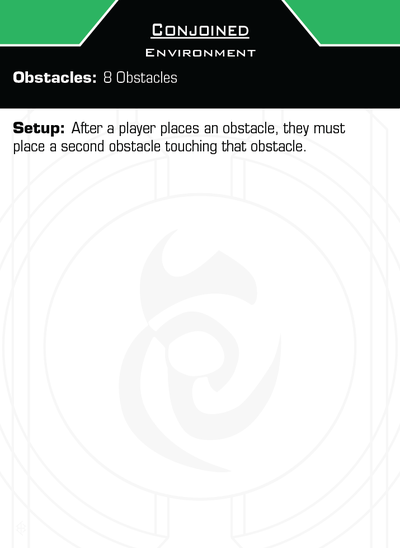 Conjoined
Environment
Obstacles: 8 Obstacles
Setup: After a player places an obstacle, they must
place a second obstacle touching that obstacle.